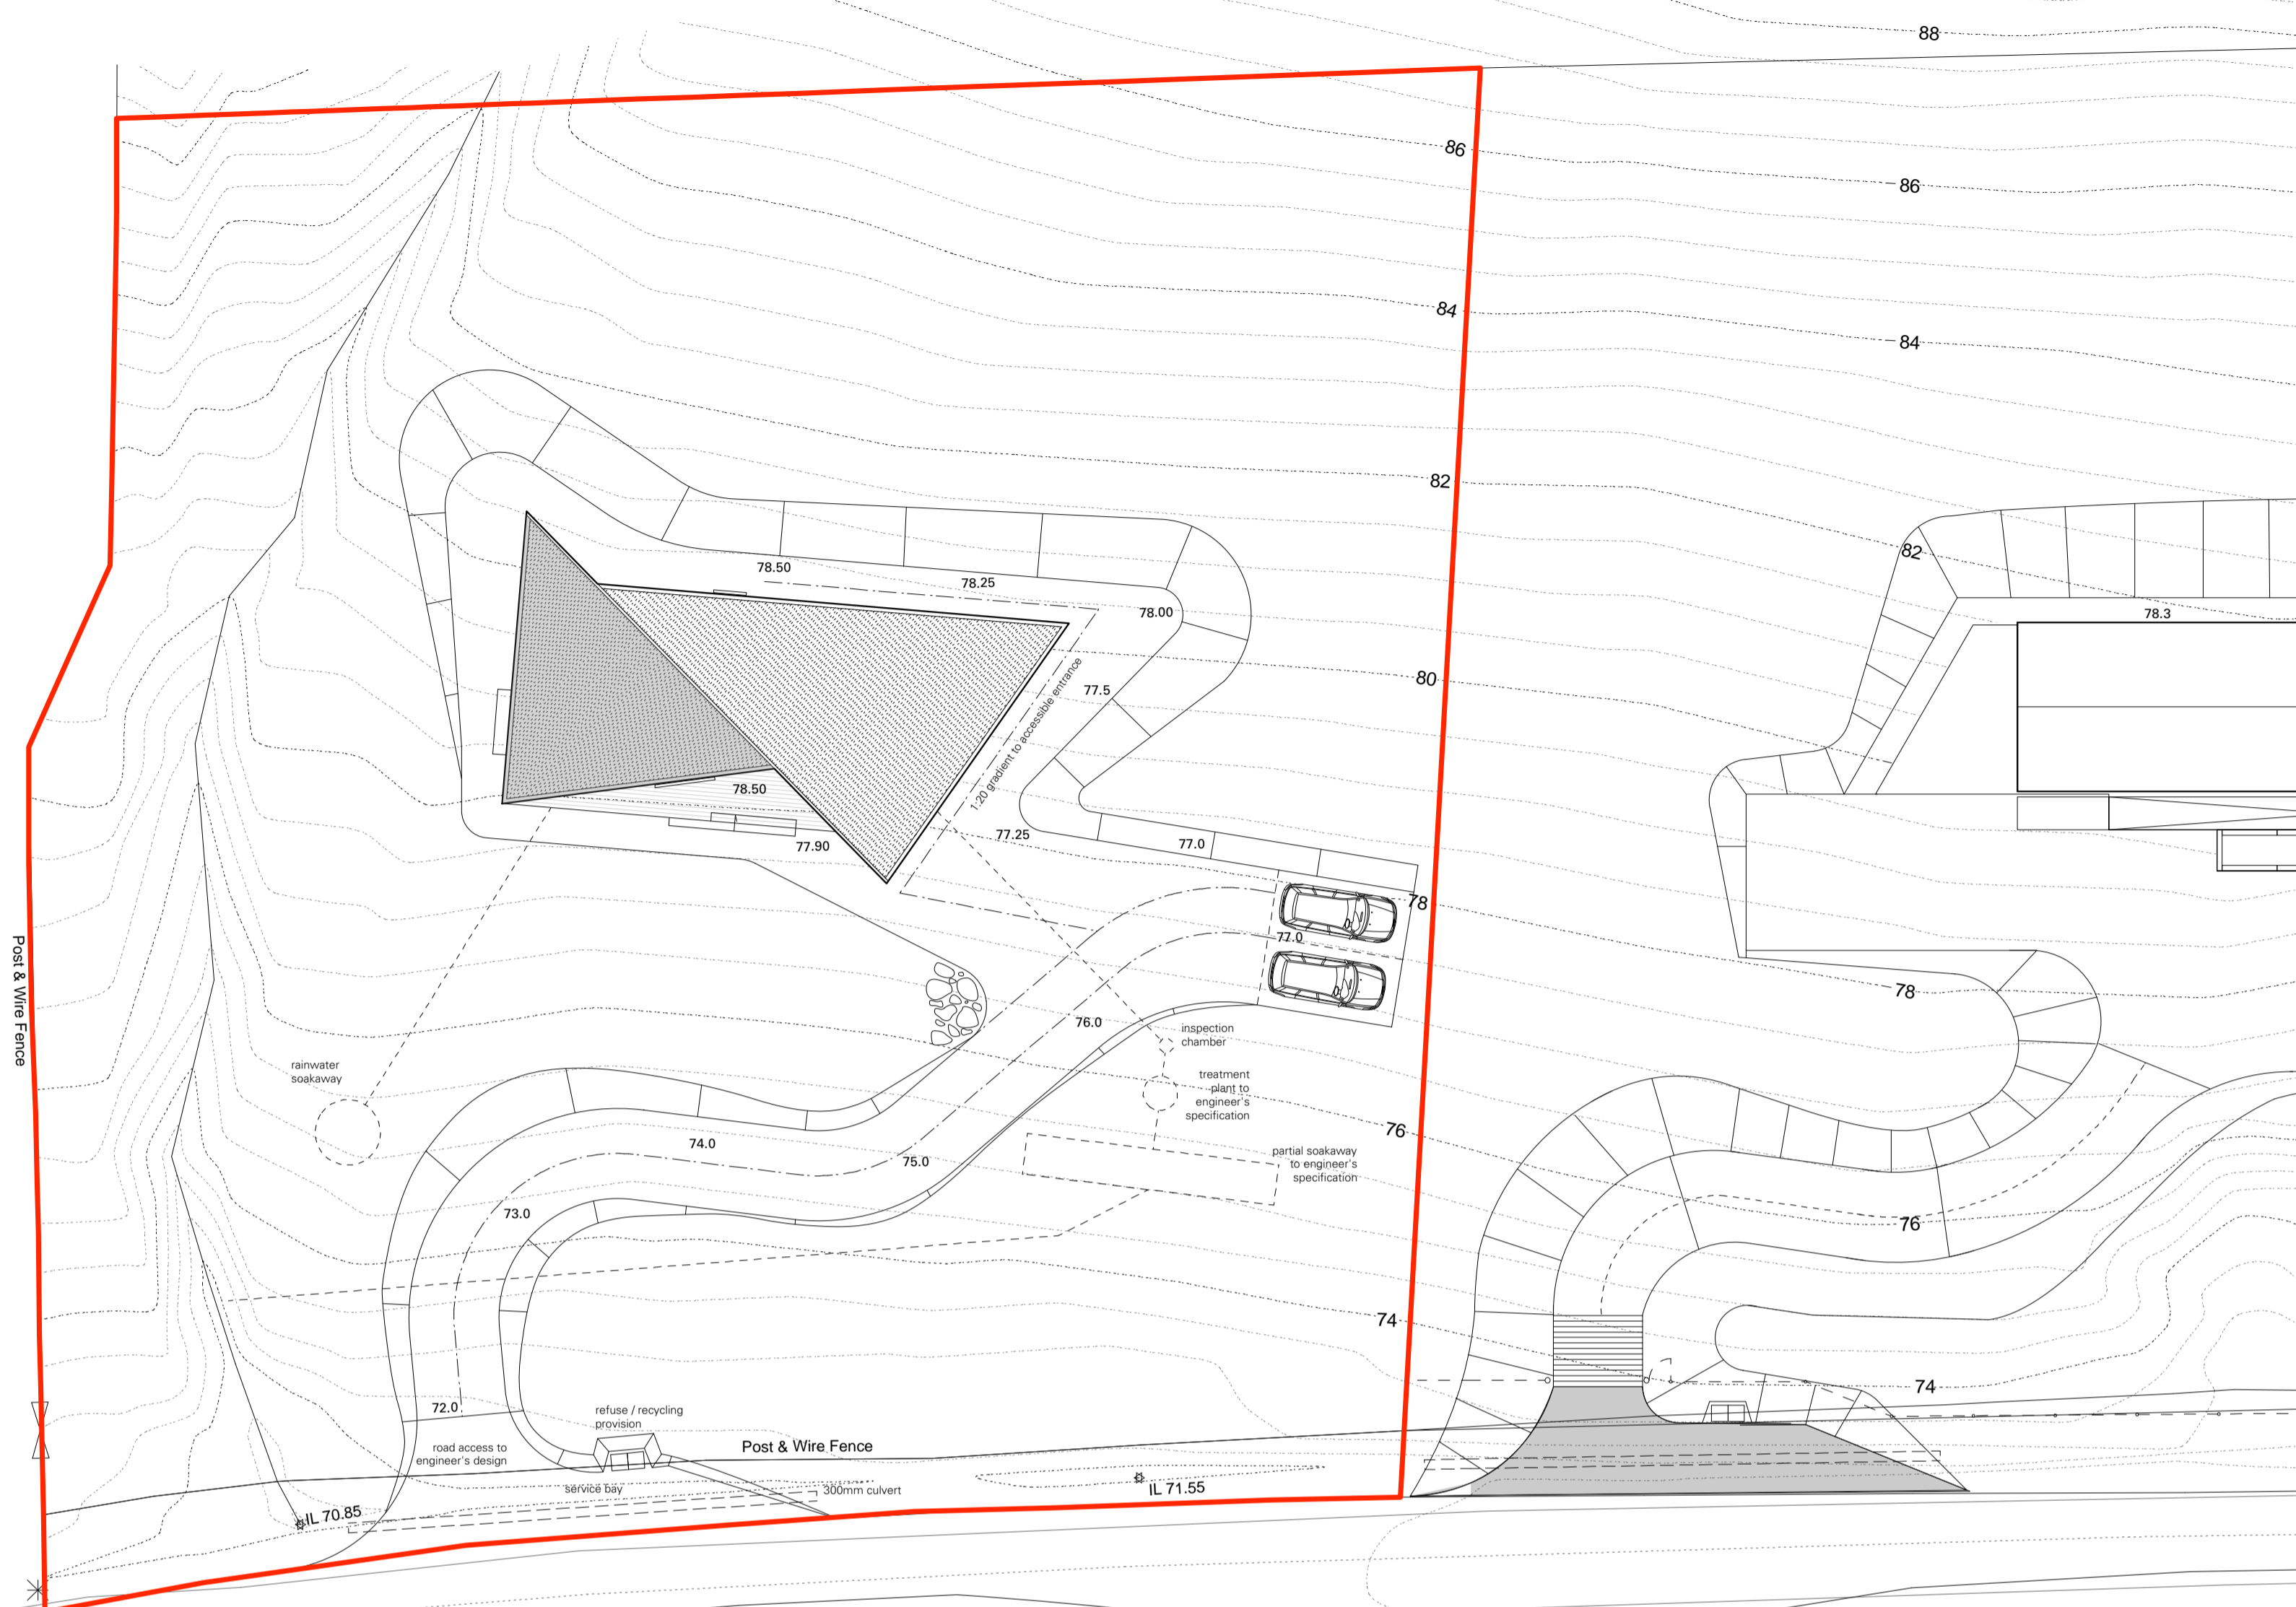 88
86
86
84
84
82
82
78.50
78.25
78.00
78.3
80
1:20 gradient to accessible entrance
77.5
78.50
77.25
77.90
77.0
78
77.0
Post & Wire Fence
78
76.0
inspection
chamber
rainwater
soakaway
treatment
plant to
engineer's
specification
76
74.0
75.0
partial soakaway
to engineer's
specification
73.0
76
74
74
72.0
refuse / recycling
provision
road access to
engineer's design
Post & Wire Fence
service bay
300mm culvert
IL 71.55
IL 70.85